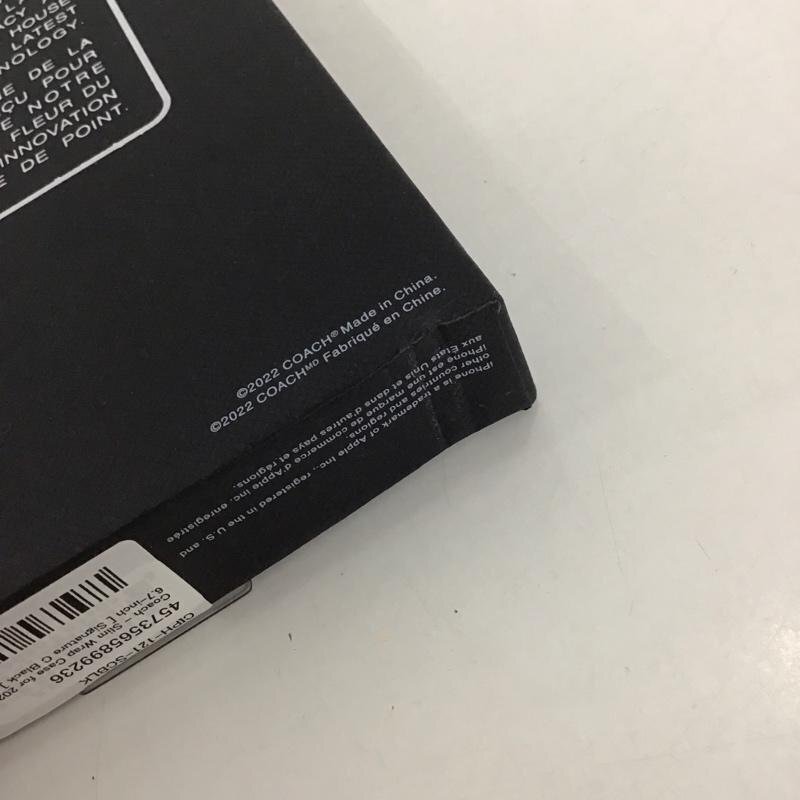 ACY
HOUSE
LATEST
NOLOGY.
E DE LA
ÇU POUR
E NOTRE
FLEUR DU
INNOVATION
E DE POINT.
©2022 COACH® Made in China.
©2022 COACHMD Fabriqué en Chine.
iPhone is a trademark of Apple Inc., registered in the U.S. and
other countries and regions.
iPhone est une marque de commerce d'Apple Inc. enregistrée
aux États Unis et dans d'autres pays et régions.
CIPH-121-SCBLK
4573565899236
Coach - Slim Wrap Case for 202
6.7-inch [ Signature C Black ]